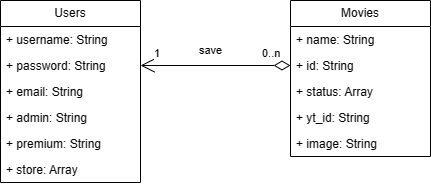 Users
+ username: String
+ password: String
+ email: String
+ admin: String
+ premium: String
+ store: Array
save
1
0..n
Movies
+ name: String
+ id: String
+ status: Array
+ yt_id: String
+ image: String